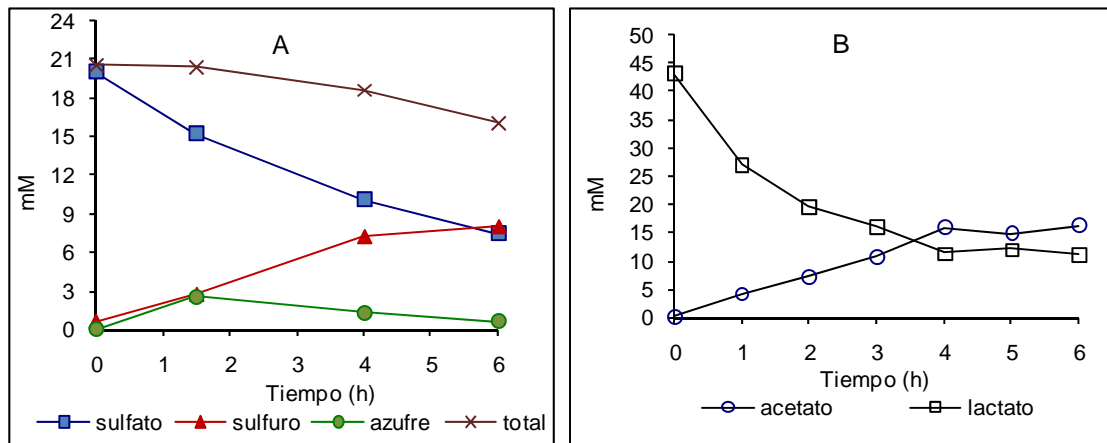 A
24
21
18
15
12
9
6
3
0
mM
0 1 2 3 4 5 6
Tiempo (h)
sulfato sulfuro azufre total
B
50
45
40
35
30
25
20
15
10
5
0
mM
0 1 2 3 4 5 6
Tiempo (h)
acetato lactato